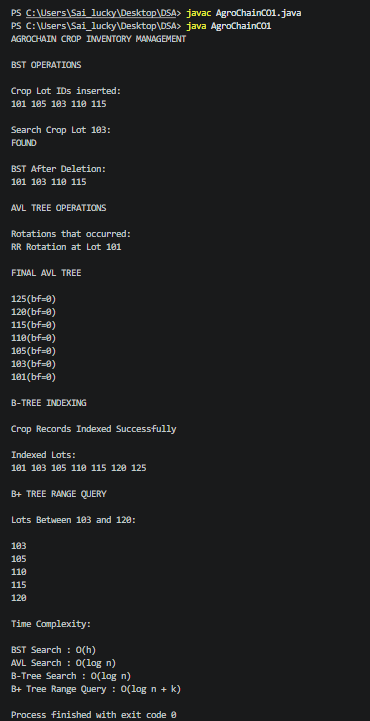 PS C:\Users\Sai_lucky\Desktop\DSA> javac AgroChainCO1.java
PS C:\Users\Sai_lucky\Desktop\DSA> java AgroChainCO1
AGROCHAIN CROP INVENTORY MANAGEMENT
BST OPERATIONS
Crop Lot IDs inserted:
101 105 103 110 115
Search Crop Lot 103:
FOUND
BST After Deletion:
101 103 110 115
AVL TREE OPERATIONS
Rotations that occurred:
RR Rotation at Lot 101
FINAL AVL TREE
125(bf=0)
120(bf=0)
115(bf=0)
110(bf=0)
105(bf=0)
103(bf=0)
101(bf=0)
B-TREE INDEXING
Crop Records Indexed Successfully
Indexed Lots:
101 103 105 110 115 120 125
B+ TREE RANGE QUERY
Lots Between 103 and 120:
103
105
110
115
120
Time Complexity:
BST Search : O(h)
AVL Search : O(log n)
B-Tree Search : O(log n)
B+ Tree Range Query : O(log n + k)
Process finished with exit code 0